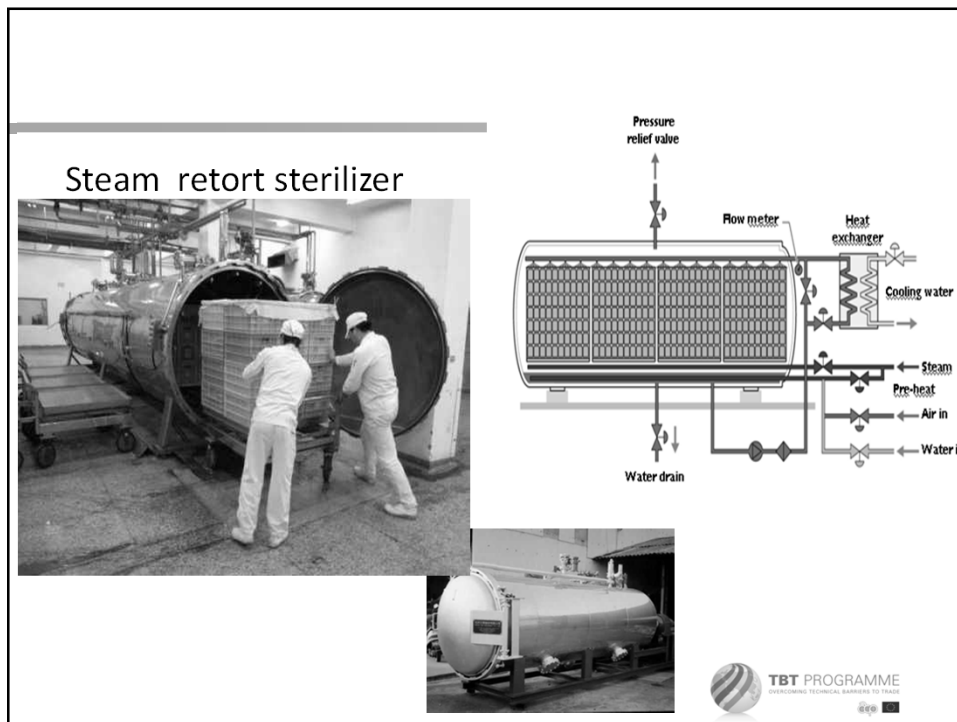 Steam retort sterilizer
Pressure
relief valve
Flow meter
Heat
exchanger
Cooling water
Steam
Pre-heat
Air in
Water i
Water drain
TBT PROGRAMME
OVERCOMING TECHNICAL BARRIERS TO TRADE